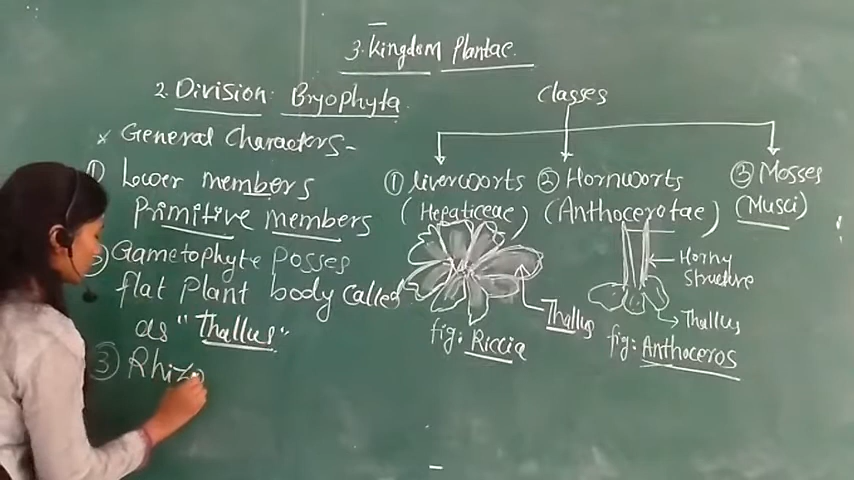 3. Kingdom Plantae.
2. Division: Bryophyta.
* General Characters-
① Lower members
Primitive members
② Gametophyte Posses
flat Plant body Called
as "Thallus"
③ Rhizo
Classes
① liverworts
(Hepaticeae)
② Hornworts
(Anthocerotae)
③ Mosses
(Musci)
Thallus
fig: Riccia
Horny
Structure
Thallus
fig: Anthoceros